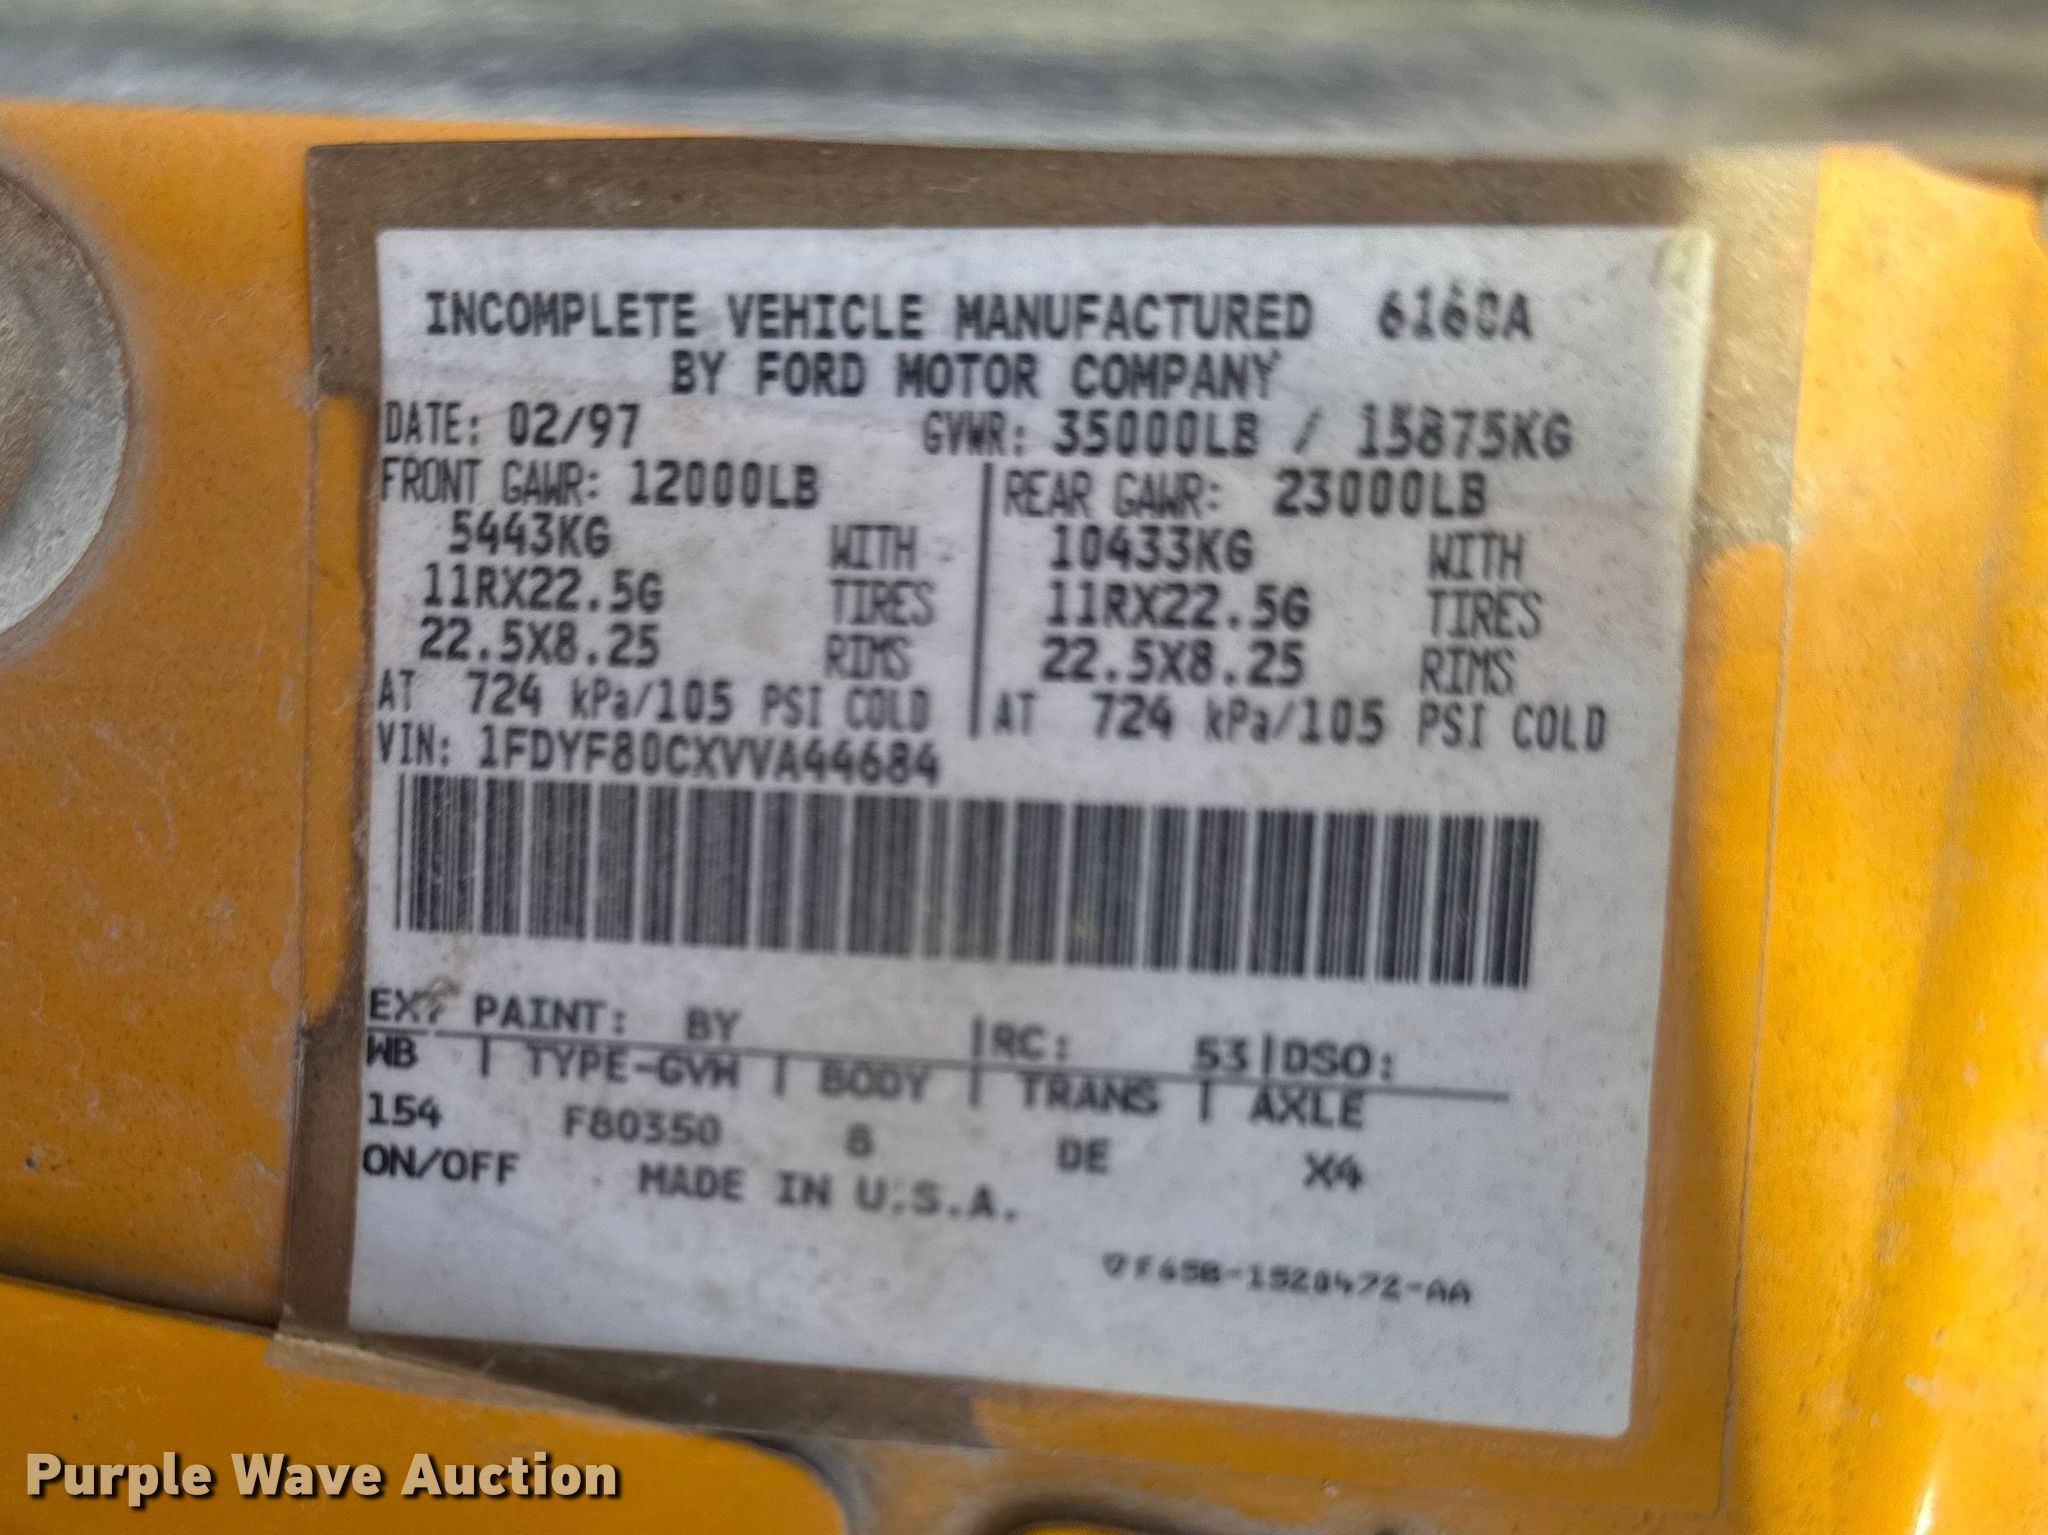 INCOMPLETE VEHICLE MANUFACTURED 6160A
BY FORD MOTOR COMPANY
DATE: 02/97 GVWR: 35000LB / 15875KG
FRONT GAWR: 12000LB REAR GAWR: 23000LB
5443KG WITH 10433KG WITH
11RX22.5G TIRES 11RX22.5G TIRES
22.5X8.25 RIMS 22.5X8.25 RIMS
AT 724 kPa/105 PSI COLD AT 724 kPa/105 PSI COLD
VIN: 1FDYF80CXVVA44684
EXT PAINT: BY RC: 53 DSO:
WB TYPE-GVM BODY TRANS AXLE
154 F80350 8 DE X4
ON/OFF MADE IN U.S.A.
Purple Wave Auction